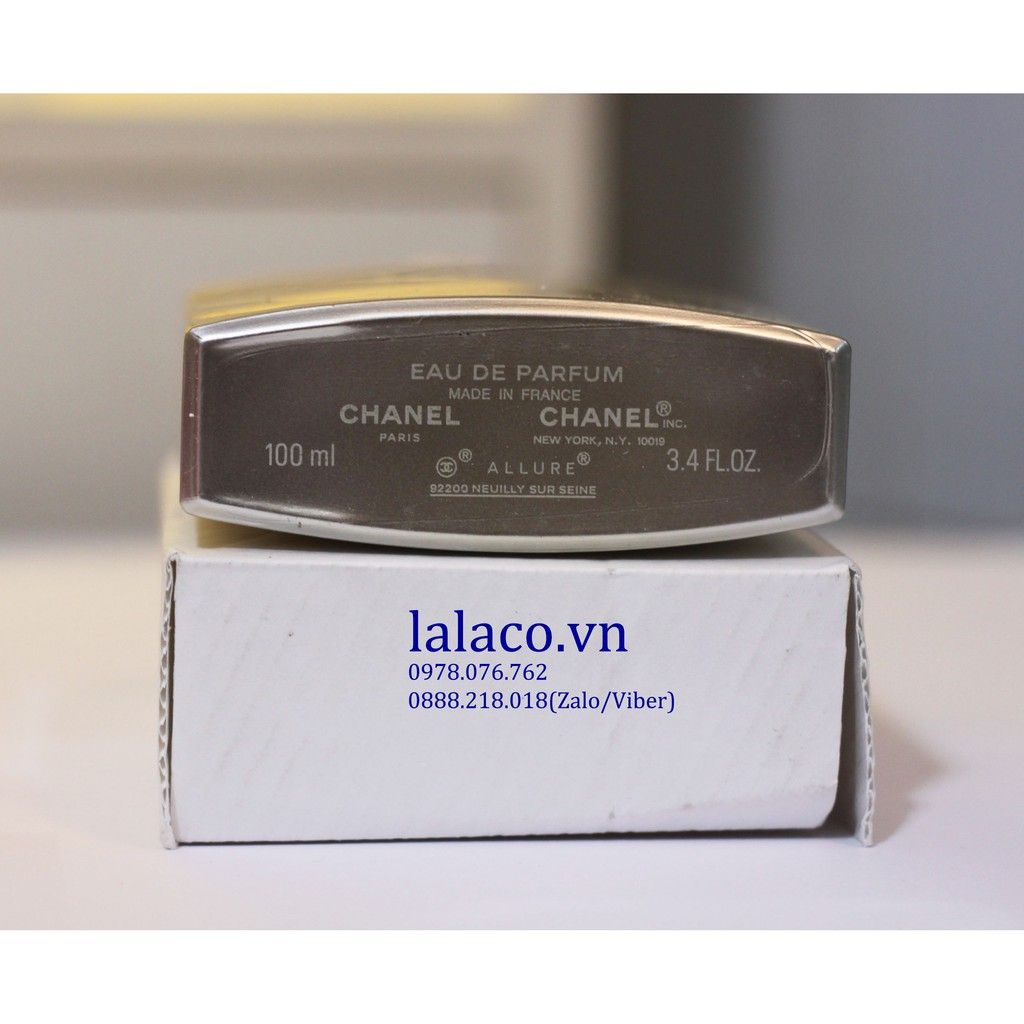 EAU DE PARFUM
MADE IN FRANCE
CHANEL CHANEL® INC.
PARIS NEW YORK, N.Y. 10019
100 ml ® ALLURE® 3.4 FL.OZ.
92200 NEUILLY SUR SEINE
lalaco.vn
0978.076.762
0888.218.018(Zalo/Viber)